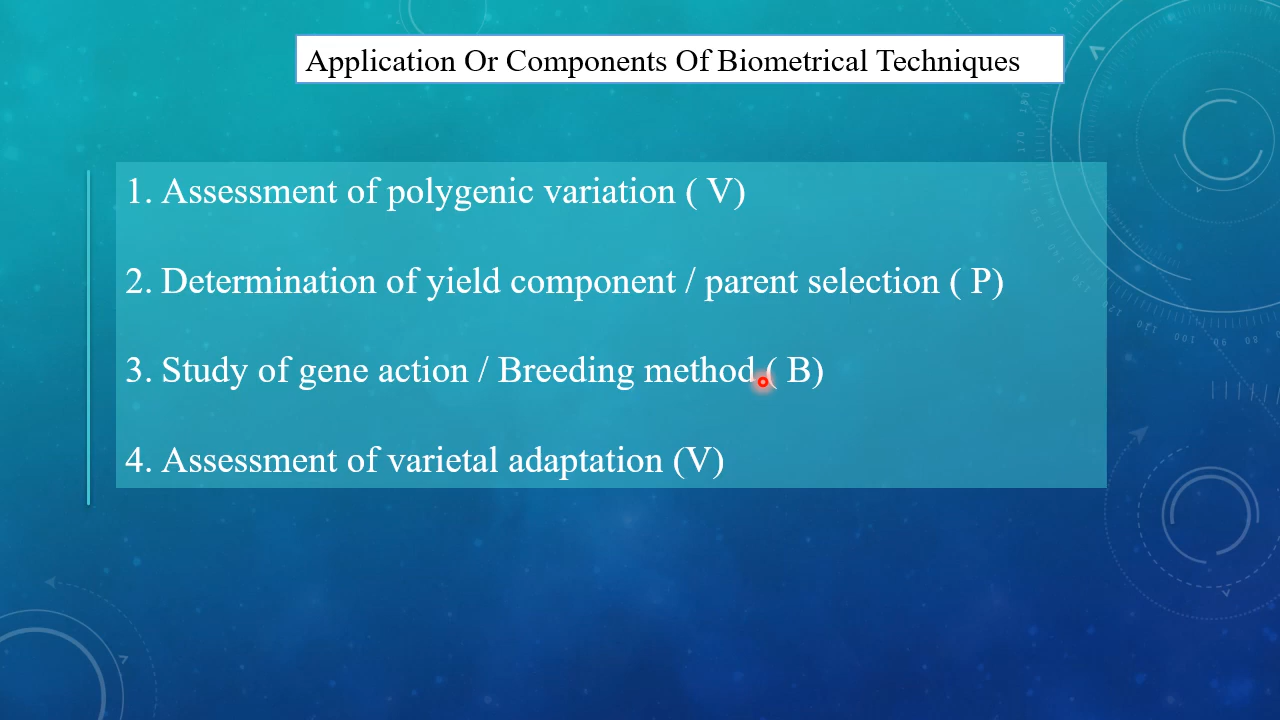 Application Or Components Of Biometrical Techniques
1. Assessment of polygenic variation ( V)
2. Determination of yield component / parent selection ( P)
3. Study of gene action / Breeding method ( B)
4. Assessment of varietal adaptation (V)